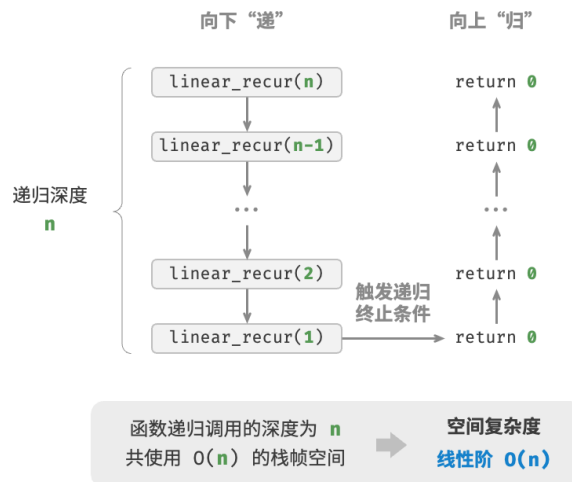 向下“递”
向上“归”
linear_recur(n)
return 0
linear_recur(n-1)
return 0
递归深度
n
...
...
linear_recur(2)
return 0
触发递归
终止条件
linear_recur(1)
return 0
函数递归调用的深度为 n
共使用 O(n) 的栈帧空间
空间复杂度
线性阶 O(n)